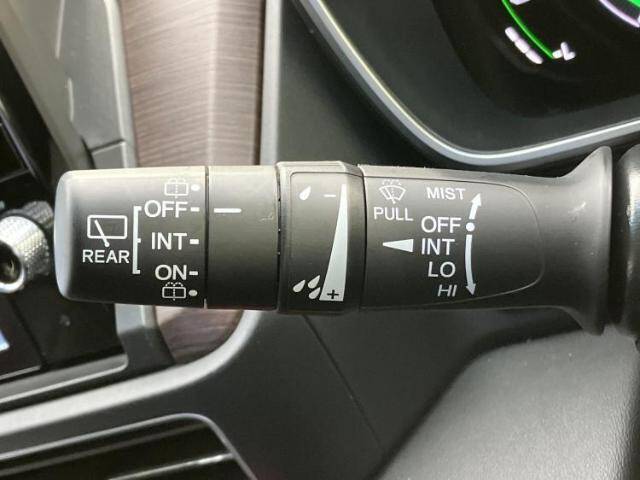 REAR
OFF
INT
ON
- 
+
PULL
MIST
OFF
INT
LO
HI
L